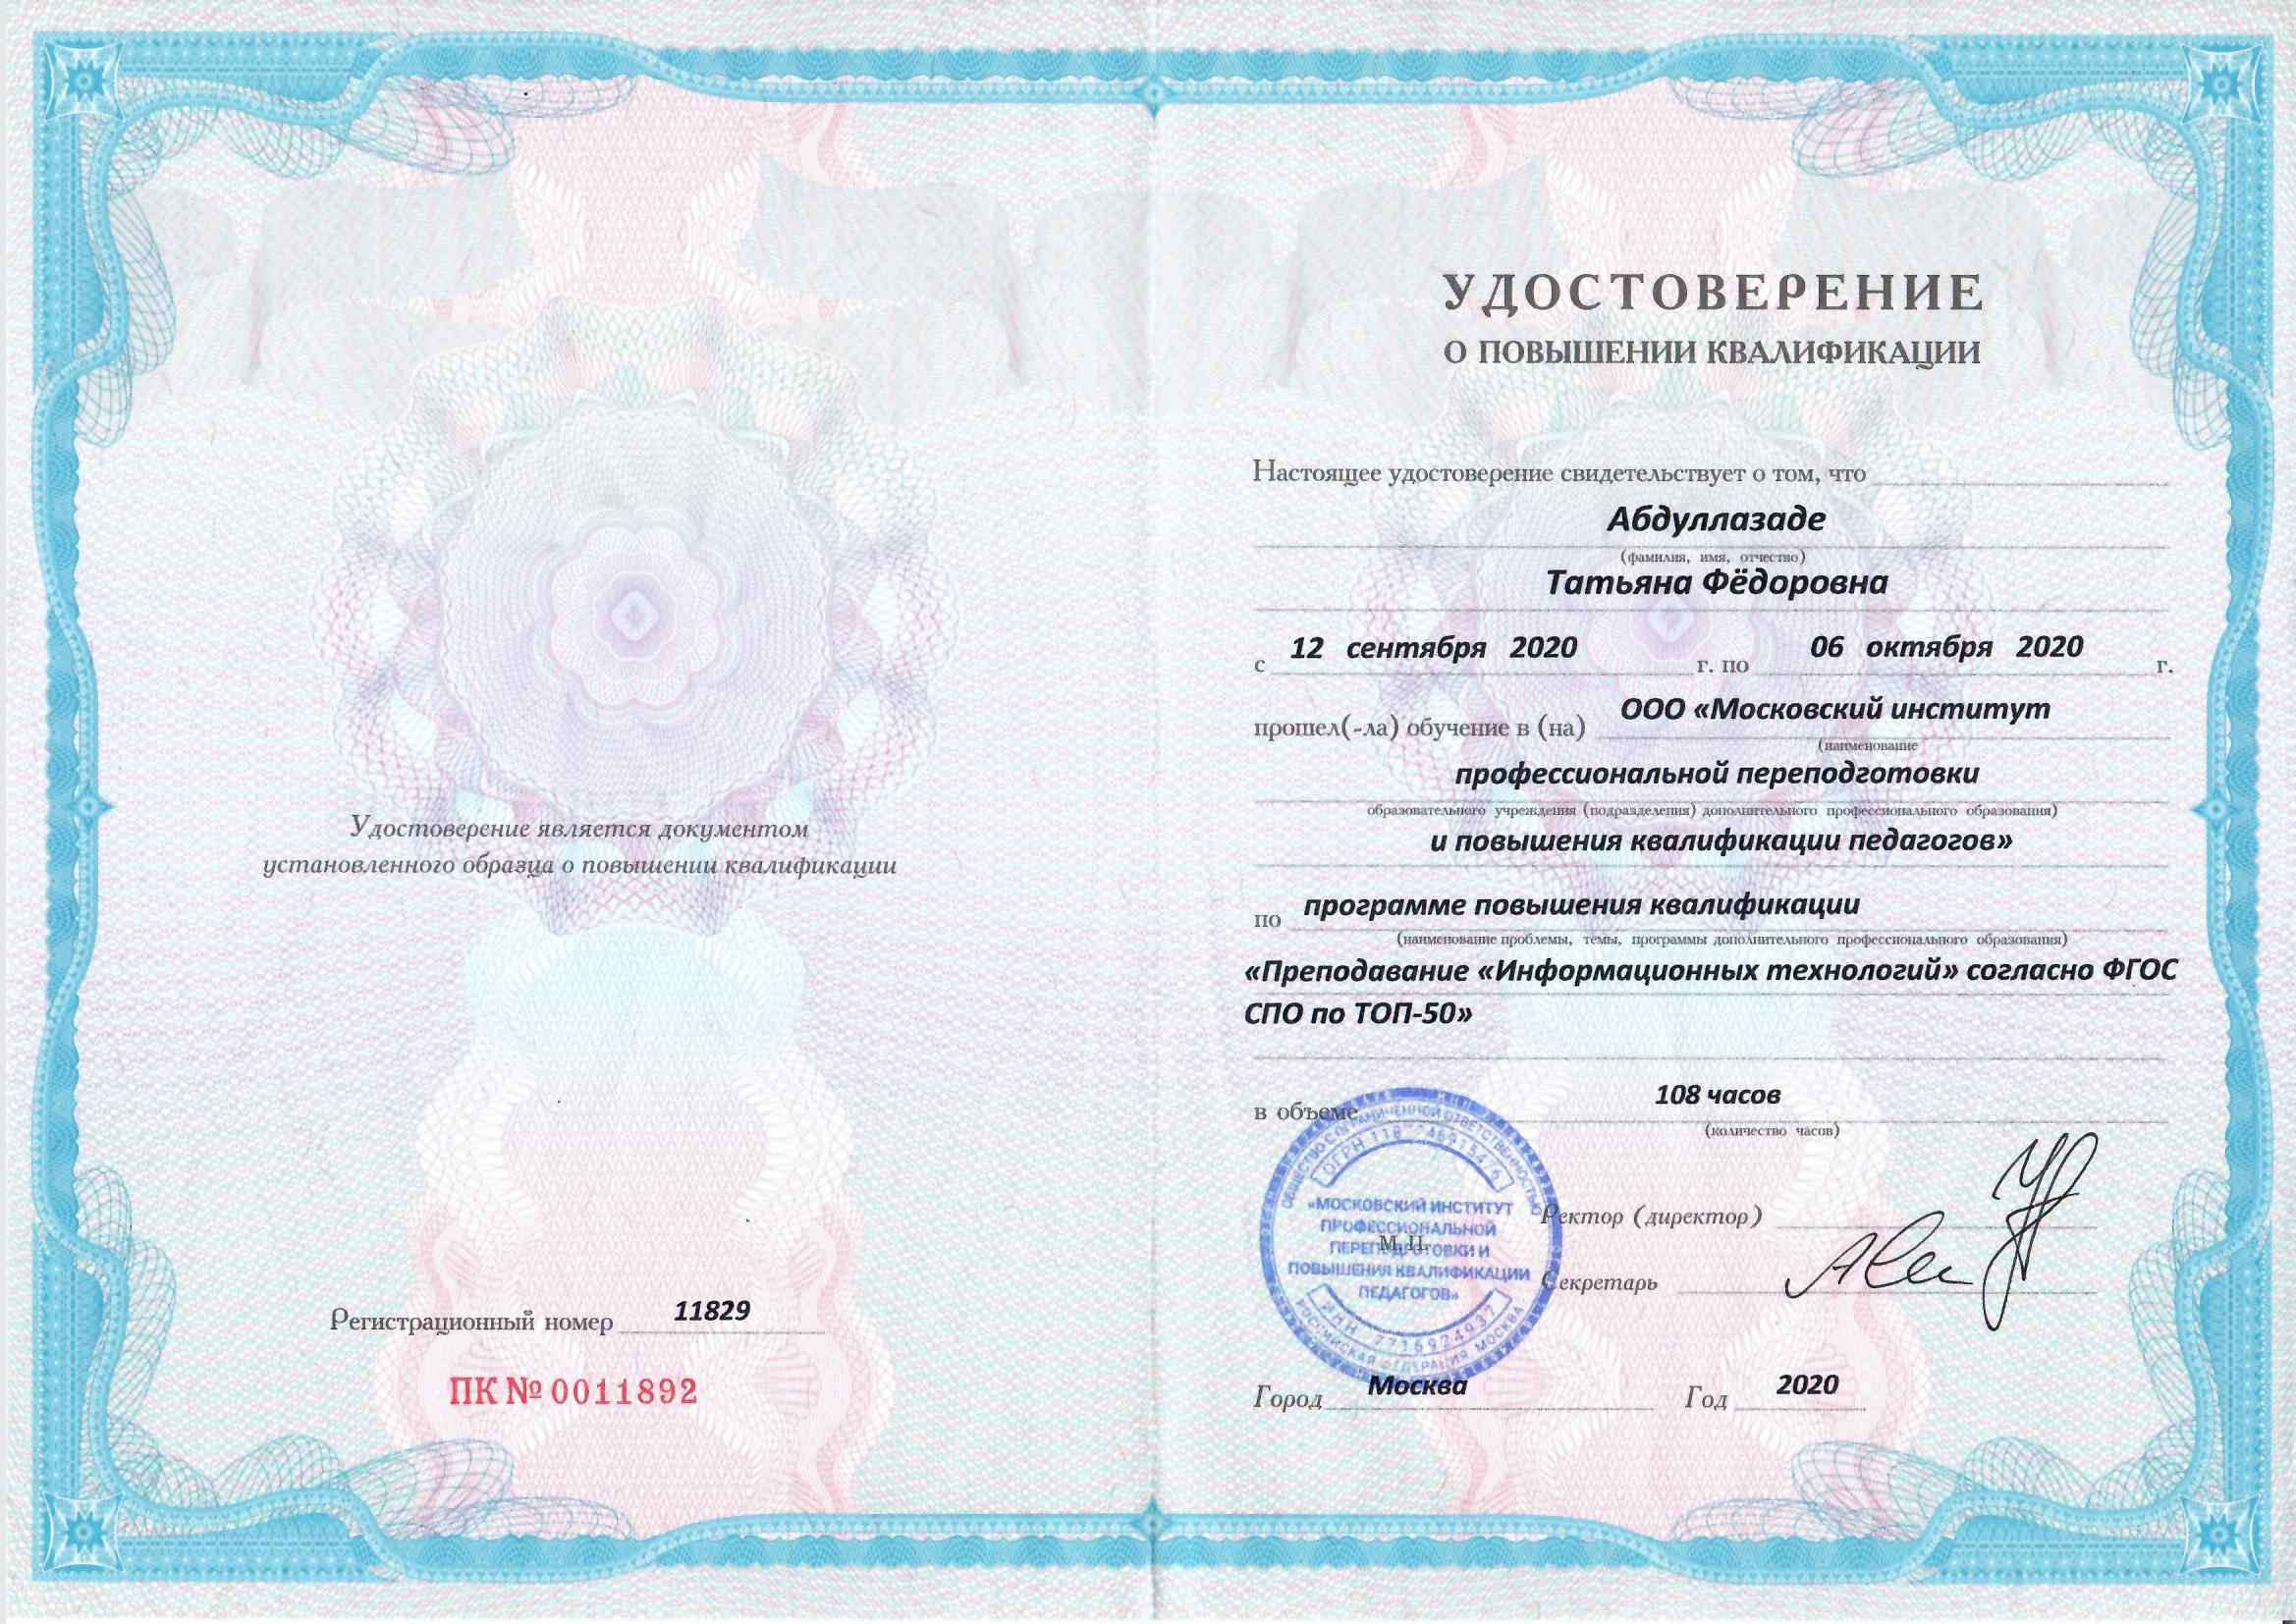 Удостоверение является документом
установленного образца о повышении квалификации
Регистрационный номер 11829
ПК № 0011892
УДОСТОВЕРЕНИЕ
О ПОВЫШЕНИИ КВАЛИФИКАЦИИ
Настоящее удостоверение свидетельствует о том, что
Абдуллазаде
(фамилия, имя, отчество)
Татьяна Фёдоровна
с 12 сентября 2020 г. по 06 октября 2020 г.
прошел(-ла) обучение в (на) ООО «Московский институт
(наименование
профессиональной переподготовки
образовательного учреждения (подразделения) дополнительного профессионального образования)
и повышения квалификации педагогов»
по программе повышения квалификации
(наименование проблемы, темы, программы дополнительного профессионального образования)
«Преподавание «Информационных технологий» согласно ФГОС
СПО по ТОП-50»
в объеме 108 часов
(количество часов)
ОБЩЕСТВО С ОГРАНИЧЕННОЙ ОТВЕТСТВЕННОСТЬЮ
ОГРН
«МОСКОВСКИЙ ИНСТИТУТ
ПРОФЕССИОНАЛЬНОЙ
ПЕРЕПОДГОТОВКИ И
ПОВЫШЕНИЯ КВАЛИФИКАЦИИ
ПЕДАГОГОВ»
ИНН 7716924937
РОССИЙСКАЯ ФЕДЕРАЦИЯ, МОСКВА
М.П.
Ректор (директор)
Секретарь
Город Москва Год 2020